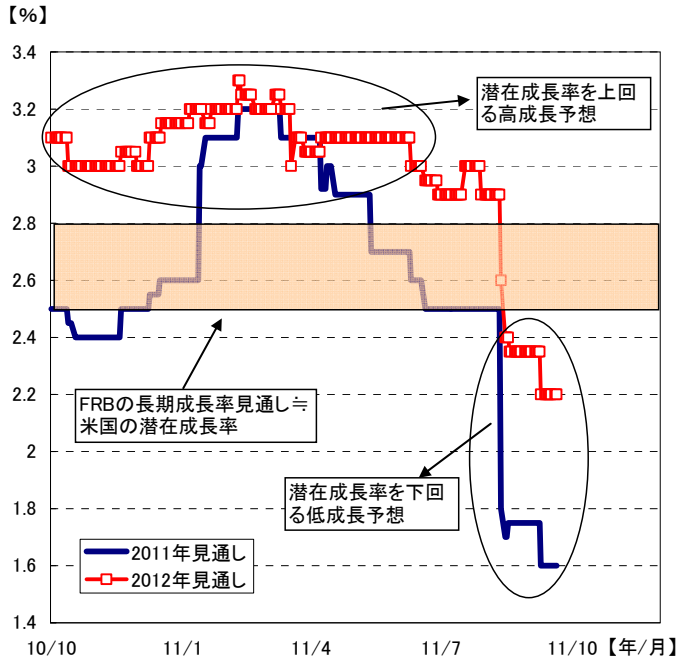 【%】
3.4
3.2
3
2.8
2.6
2.4
2.2
2
1.8
1.6
1.4
潜在成長率を上回
る高成長予想
FRBの長期成長率見通し≒
米国の潜在成長率
潜在成長率を下回
る低成長予想
2011年見通し
2012年見通し
10/10
11/1
11/4
11/7
11/10
【年/月】